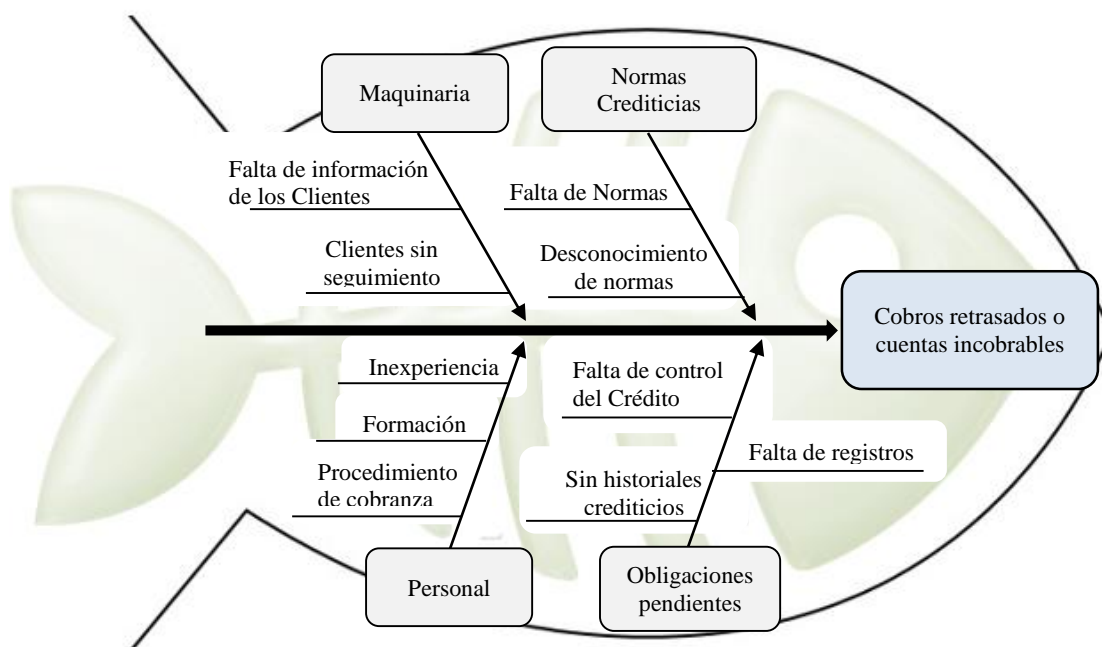 Maquinaria
Normas
Crediticias
Falta de información
de los Clientes
Falta de Normas
Clientes sin
seguimiento
Desconocimiento
de normas
Cobros retrasados o
cuentas incobrables
Inexperiencia
Falta de control
del Crédito
Formación
Falta de registros
Procedimiento
de cobranza
Sin historiales
crediticios
Personal
Obligaciones
pendientes